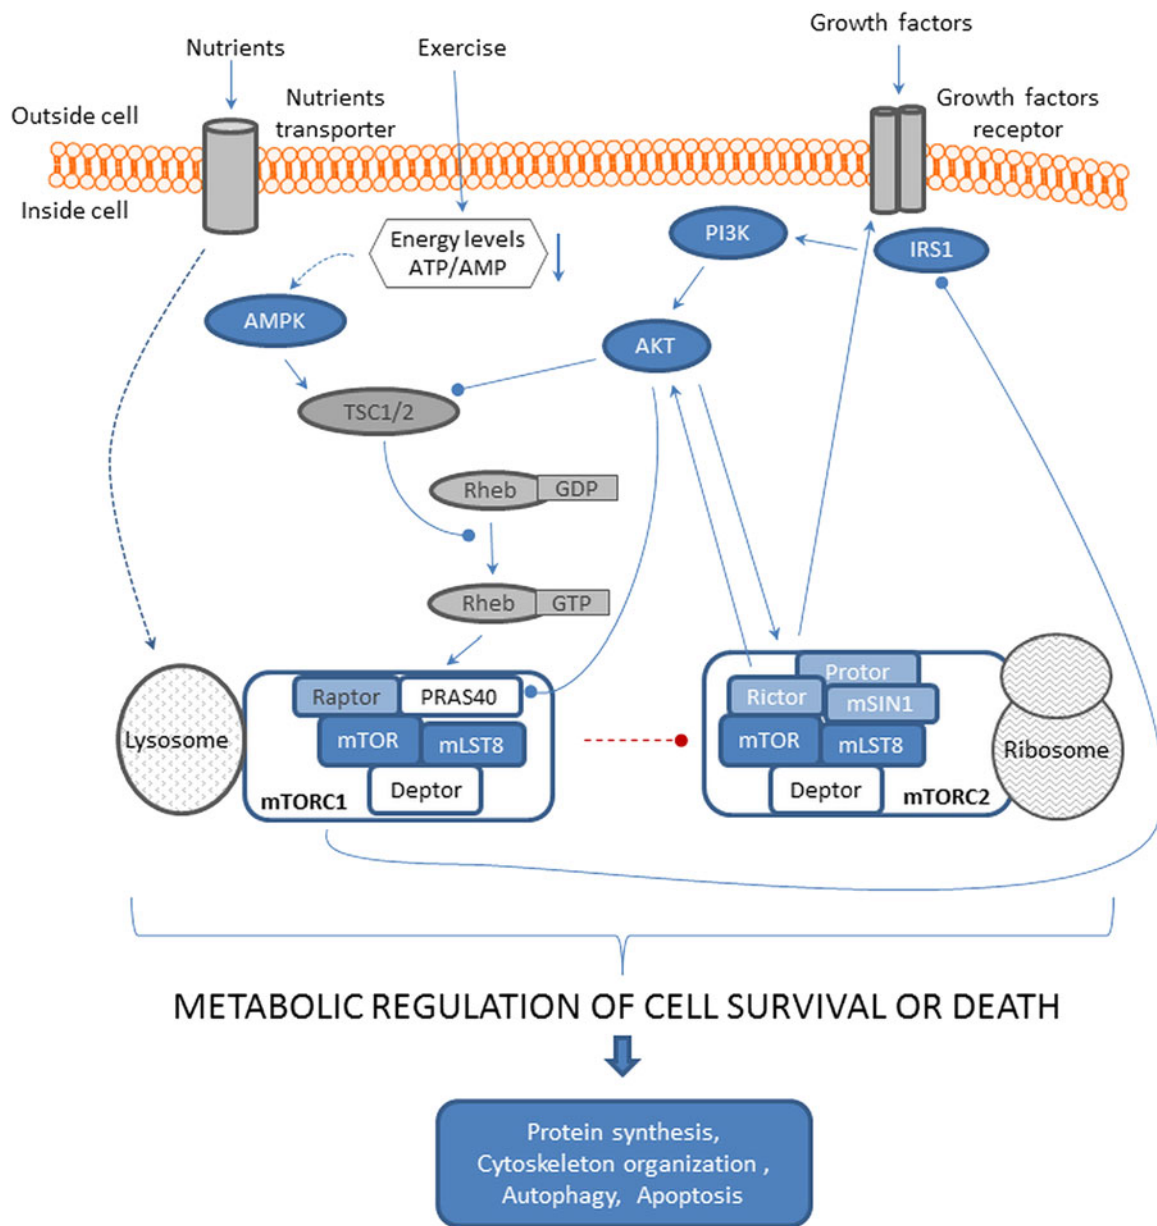 Growth factors
Nutrients
Exercise
Nutrients
transporter
Growth factors
receptor
Outside cell
Inside cell
Energy levels
ATP/AMP
PI3K
IRS1
AMPK
AKT
TSC1/2
Rheb
GDP
Rheb
GTP
Lysosome
Raptor
PRAS40
mTOR
mLST8
Deptor
mTORC1
Protor
Rictor
mSIN1
mTOR
mLST8
Deptor
mTORC2
Ribosome
METABOLIC REGULATION OF CELL SURVIVAL OR DEATH
Protein synthesis,
Cytoskeleton organization ,
Autophagy, Apoptosis